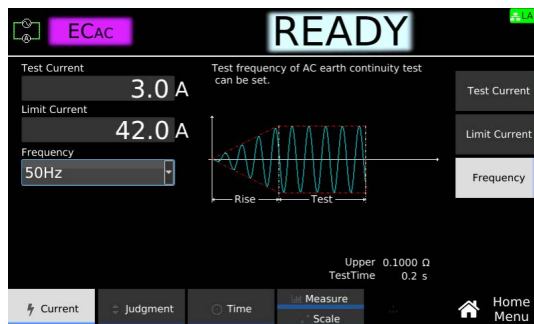 ECAC
READY
LA
Test Current
3.0 A
Limit Current
42.0 A
Frequency
50Hz
Test frequency of AC earth continuity test
can be set.
Rise
Test
Upper 0.1000 Ω
TestTime 0.2 s
Test Current
Limit Current
Frequency
Current
Judgment
Time
Measure
Scale
Home
Menu